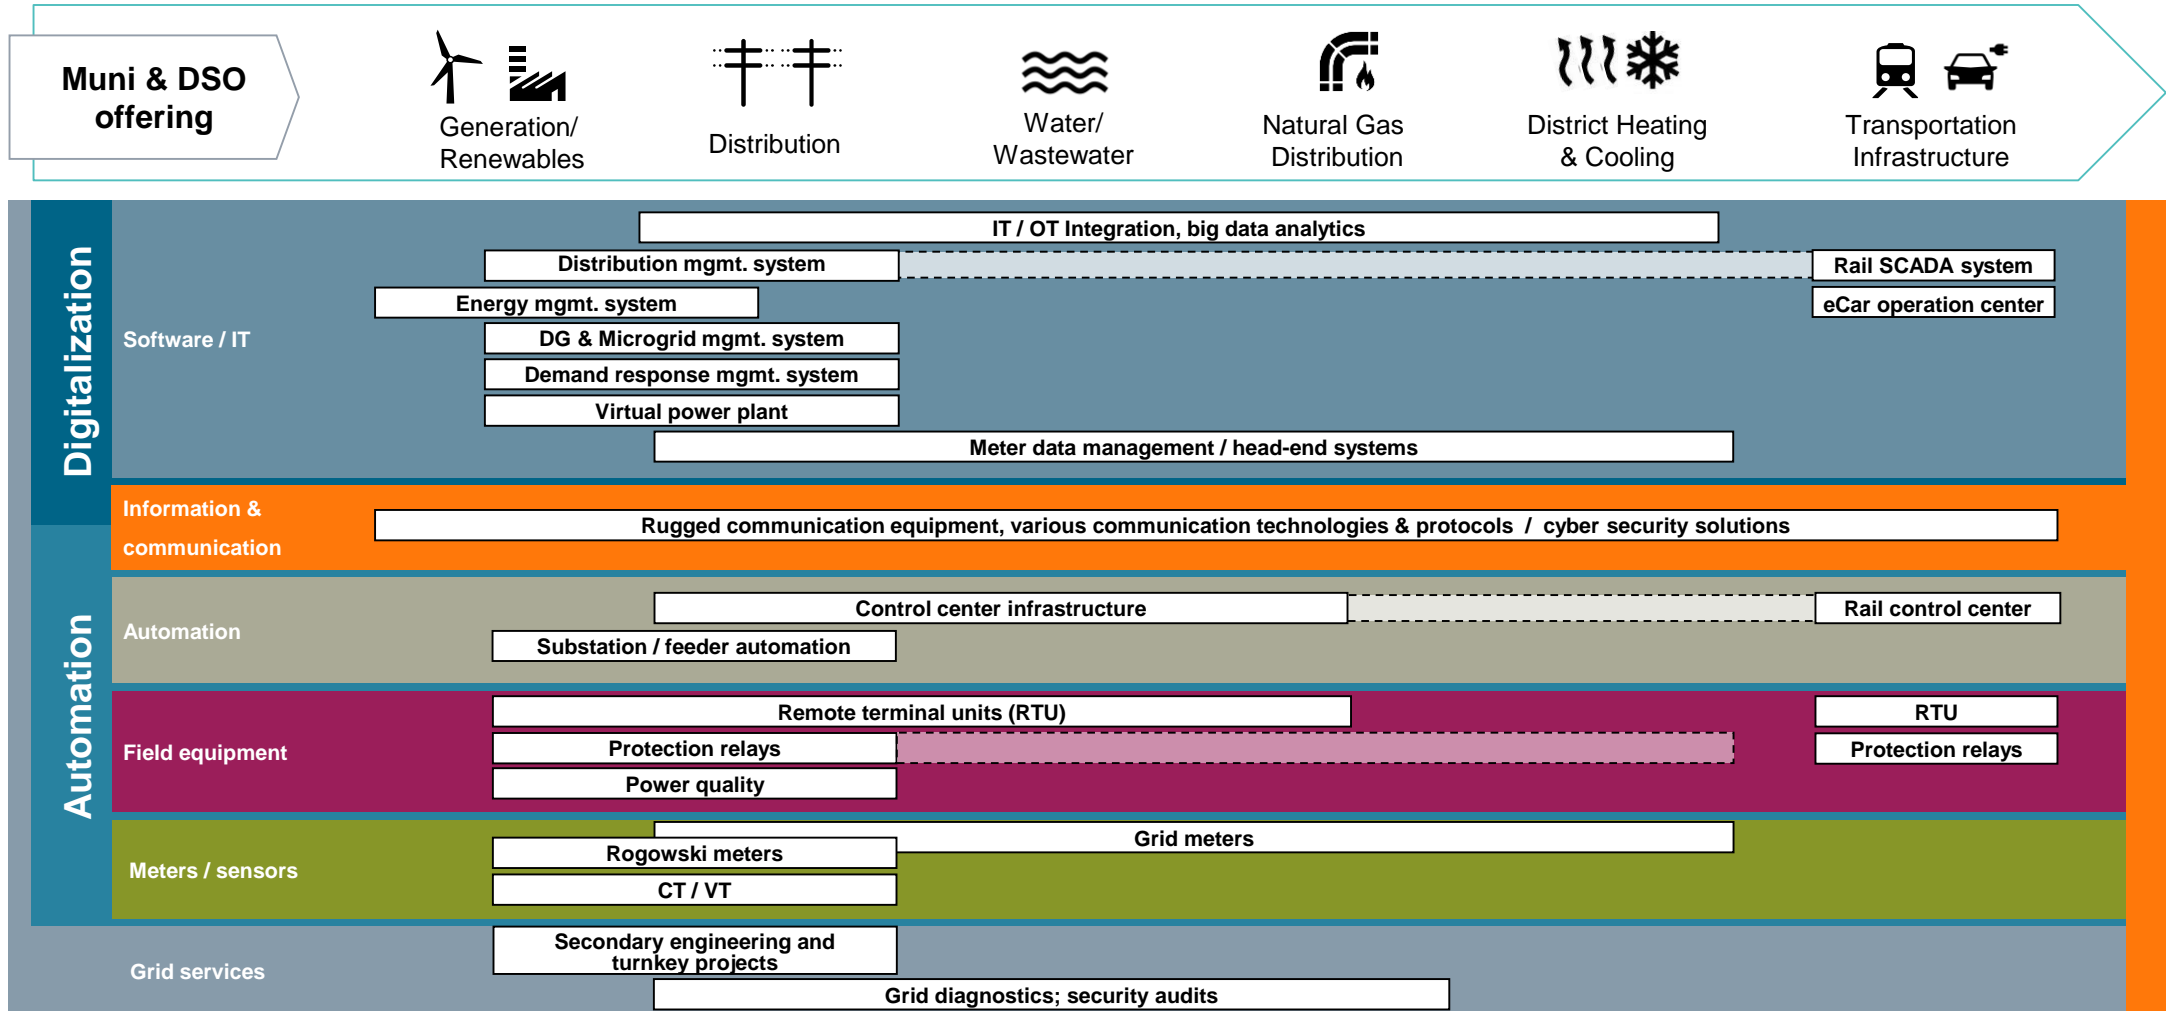 Muni & DSO
offering
Generation/
Renewables
Distribution
Water/
Wastewater
Natural Gas
Distribution
District Heating
& Cooling
Transportation
Infrastructure
Digitalization
Software / IT
IT / OT Integration, big data analytics
Distribution mgmt. system
Rail SCADA system
Energy mgmt. system
eCar operation center
DG & Microgrid mgmt. system
Demand response mgmt. system
Virtual power plant
Meter data management / head-end systems
Information &
communication
Rugged communication equipment, various communication technologies & protocols / cyber security solutions
Automation
Automation
Control center infrastructure
Rail control center
Substation / feeder automation
Field equipment
Remote terminal units (RTU)
RTU
Protection relays
Protection relays
Power quality
Meters / sensors
Grid meters
Rogowski meters
CT / VT
Grid services
Secondary engineering and
turnkey projects
Grid diagnostics; security audits